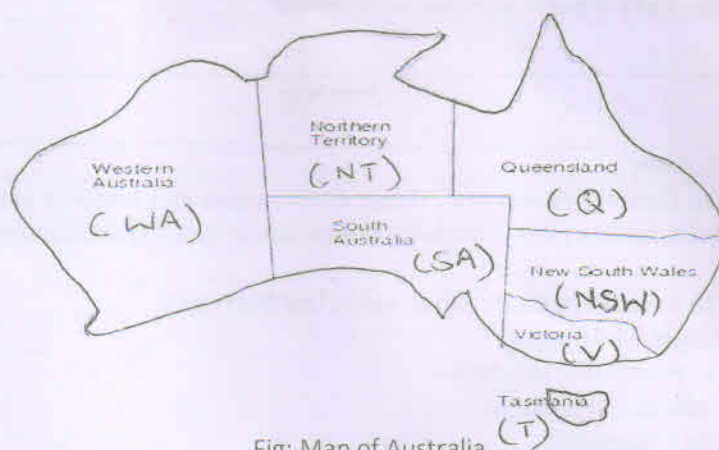 Northern
Territory
(NT)
Western
Australia
(WA)
Queensland
(Q)
South
Australia
(SA)
New South Wales
(NSW)
Victoria
(V)
Tasmania
(T)
Fig: Map of Australia